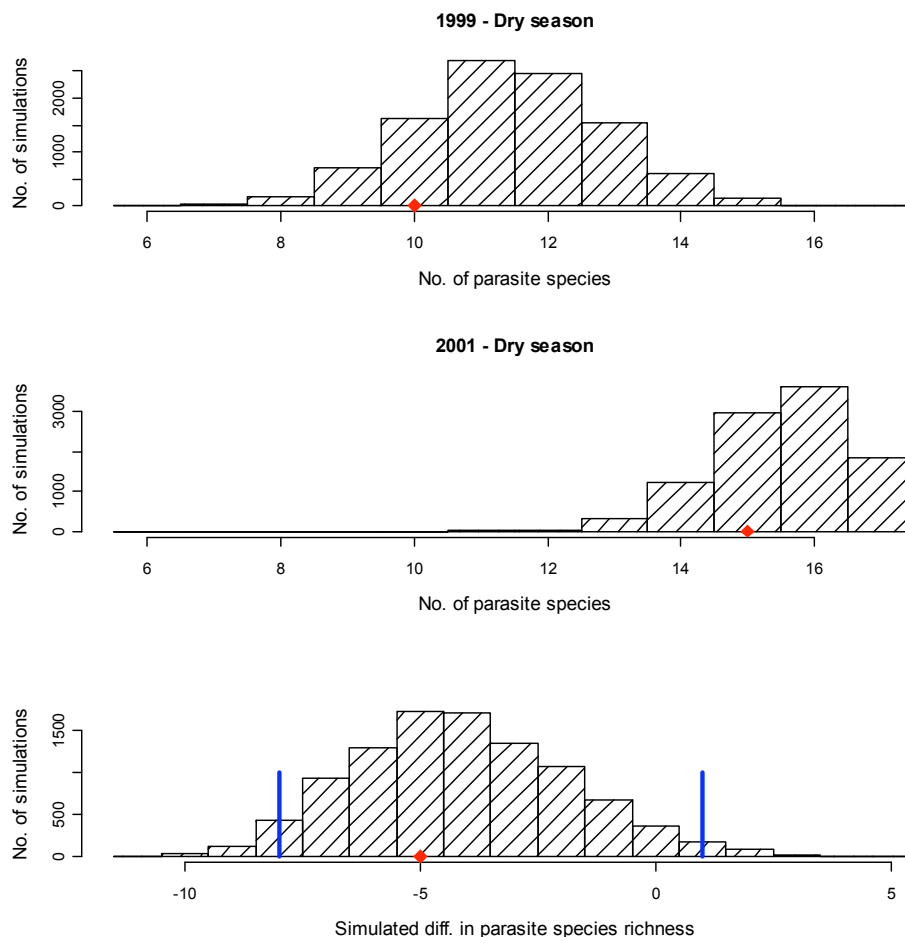 1999 - Dry season
No. of simulations
2000
1000
0
6 8 10 12 14 16
No. of parasite species
2001 - Dry season
No. of simulations
3000
1000
0
6 8 10 12 14 16
No. of parasite species
No. of simulations
1500
500
0
-10 -5 0 5
Simulated diff. in parasite species richness